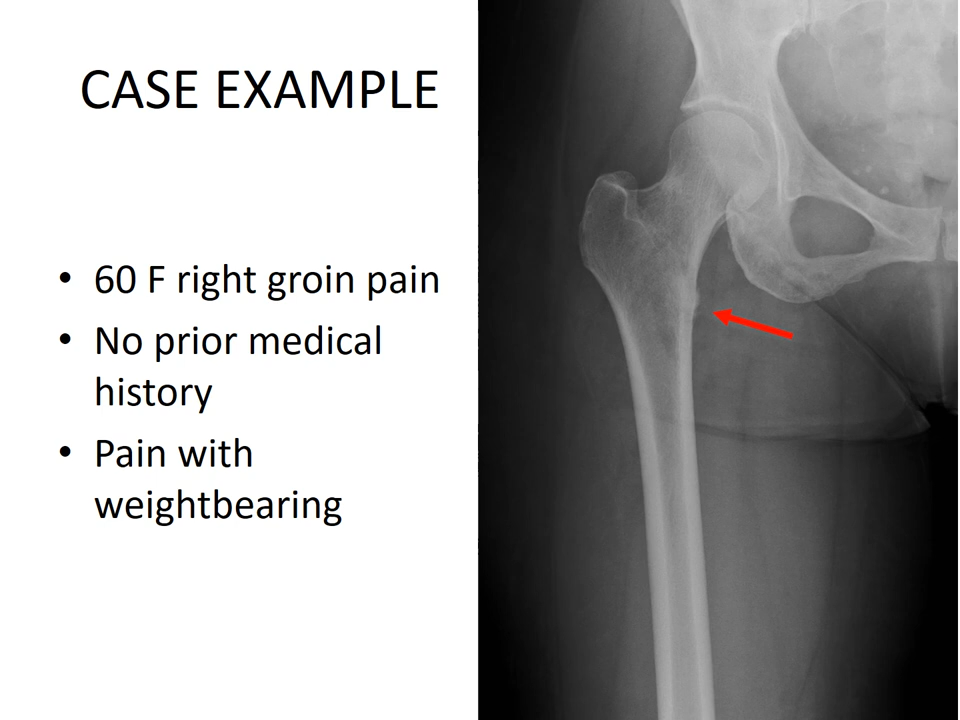 CASE EXAMPLE
• 60 F right groin pain
• No prior medical
history
• Pain with
weightbearing